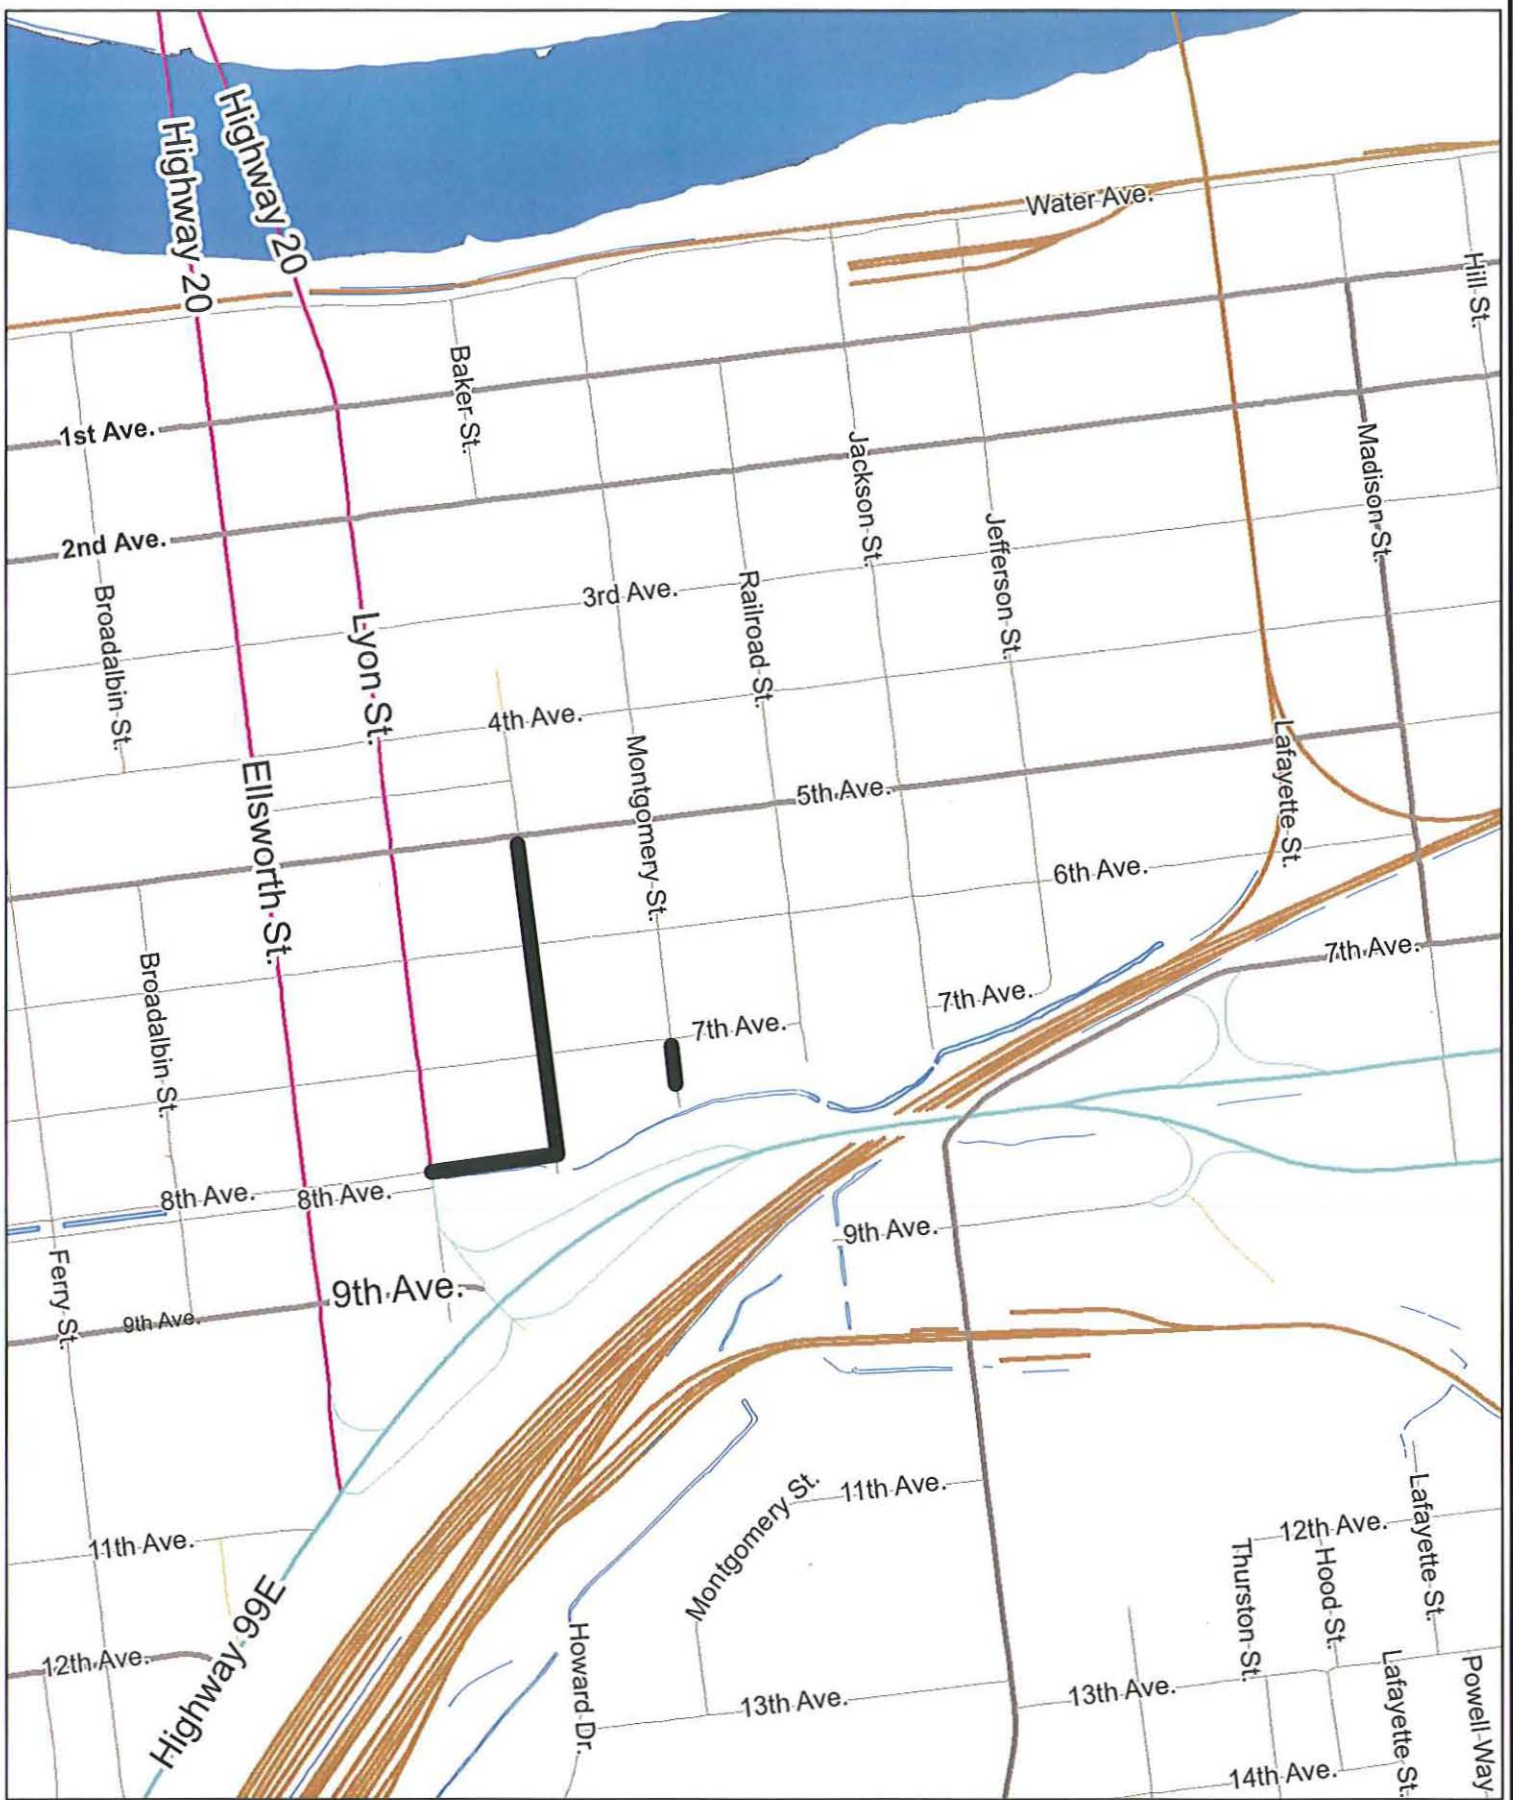 Highway 20
Highway 20
Water Ave.
Hill St.
Baker St.
1st Ave.
Madison St.
Jackson St.
2nd Ave.
Jefferson St.
3rd Ave.
Railroad St.
Broadalbin St.
Lyon St.
4th Ave.
Lafayette St.
Montgomery St.
5th Ave.
Ellsworth St.
6th Ave.
7th Ave.
Broadalbin St.
7th Ave.
7th Ave.
8th Ave.
8th Ave.
9th Ave.
Ferry St.
9th Ave.
9th Ave.
11th Ave.
Montgomery St.
Lafayette St.
12th Ave.
11th Ave.
Thurston St.
Hood St.
Highway 99E
12th Ave.
Howard Dr.
13th Ave.
13th Ave.
Lafayette St.
Powell Way
14th Ave.